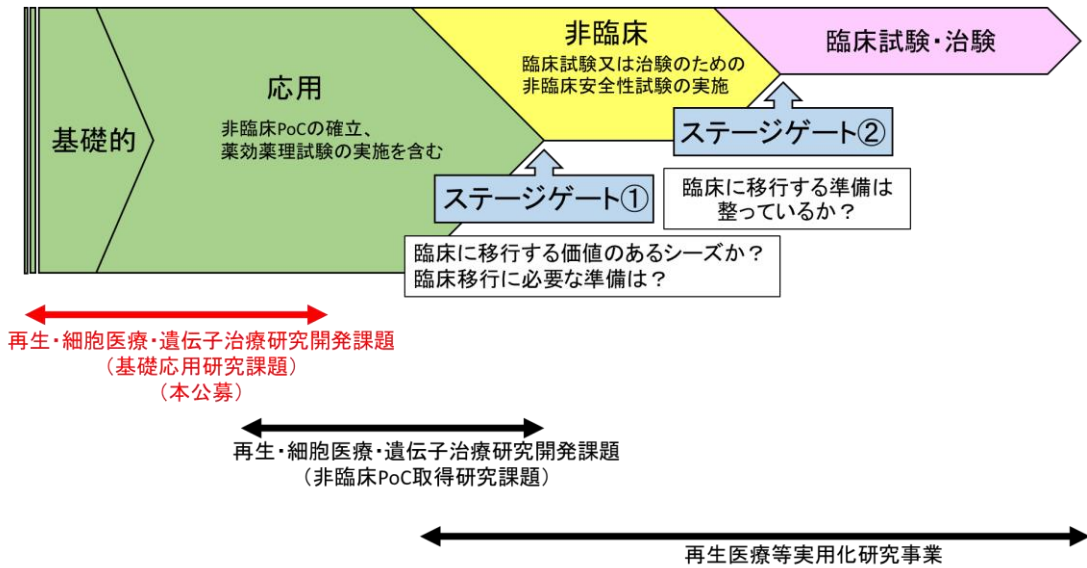 基礎的
応用
非臨床PoCの確立、
薬効薬理試験の実施を含む
非臨床
臨床試験又は治験のための
非臨床安全性試験の実施
臨床試験・治験
ステージゲート①
臨床に移行する価値のあるシーズか？
臨床移行に必要な準備は？
ステージゲート②
臨床に移行する準備は
整っているか？
再生・細胞医療・遺伝子治療研究開発課題
（基礎応用研究課題）
（本公募）
再生・細胞医療・遺伝子治療研究開発課題
（非臨床PoC取得研究課題）
再生医療等実用化研究事業